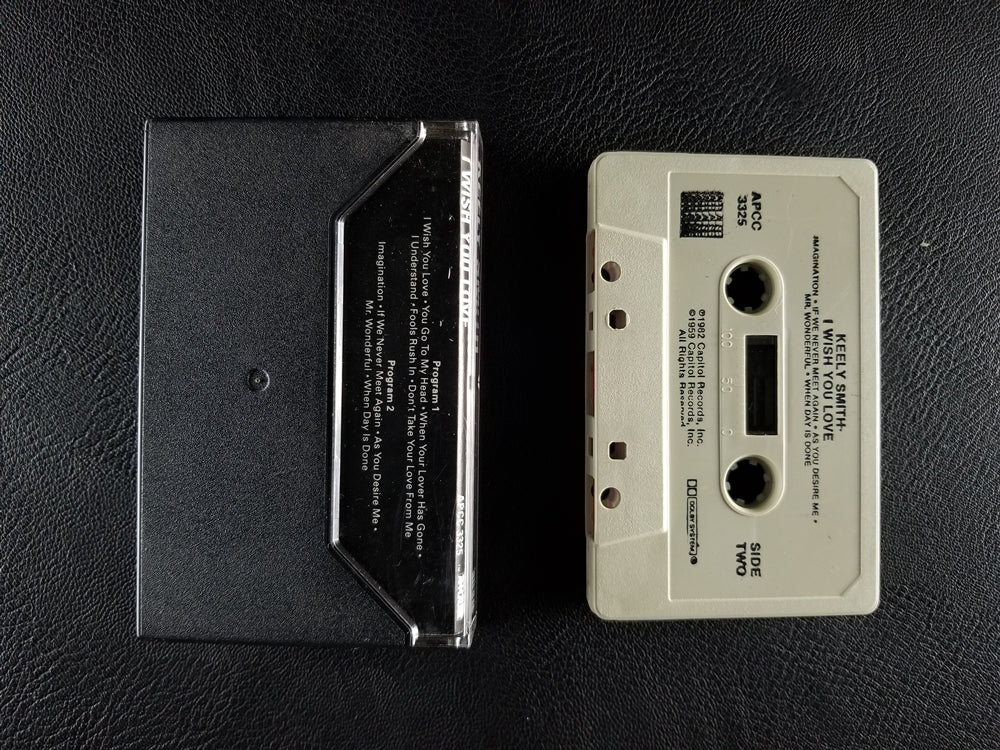 I WISH YOU LOVE
APCC-3325
Program 1
I Wish You Love • You Go To My Head • When Your Lover Has Gone •
I Understand • Fools Rush In • Don't Take Your Love From Me
Program 2
Imagination • If We Never Meet Again • As You Desire Me •
Mr. Wonderful • When Day Is Done
KEELY SMITH-
I WISH YOU LOVE
IMAGINATION • IF WE NEVER MEET AGAIN • AS YOU DESIRE ME •
MR. WONDERFUL • WHEN DAY IS DONE
APCC
3325
SIDE
TWO
100 50 0
℗1982 Capitol Records, Inc.
©1959 Capitol Records, Inc.
All Rights Reserved
DOLBY SYSTEM ®